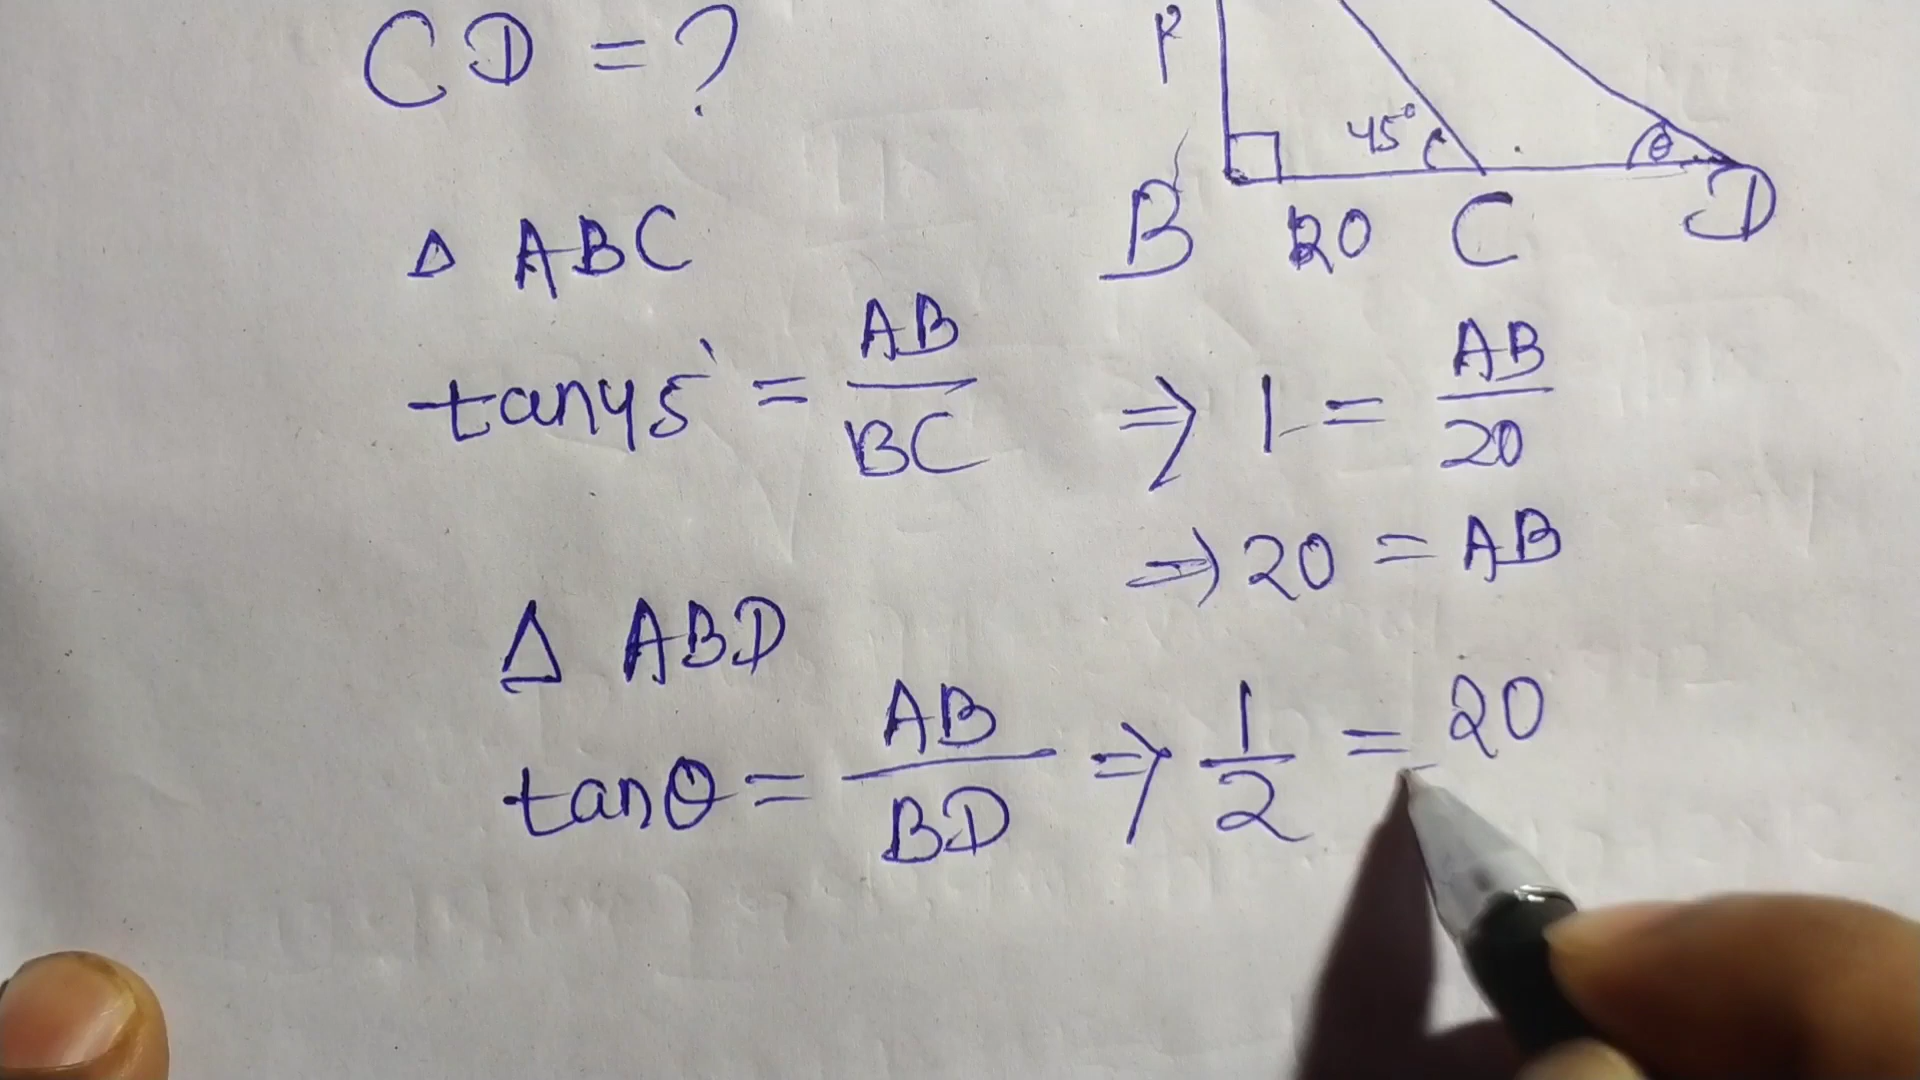 CD = ?
P
45°
θ
B 20 C D
Δ ABC
tan45° = AB/BC ⇒ 1 = AB/20
⇒ 20 = AB
Δ ABD
tanθ = AB/BD ⇒ 1/2 = 20